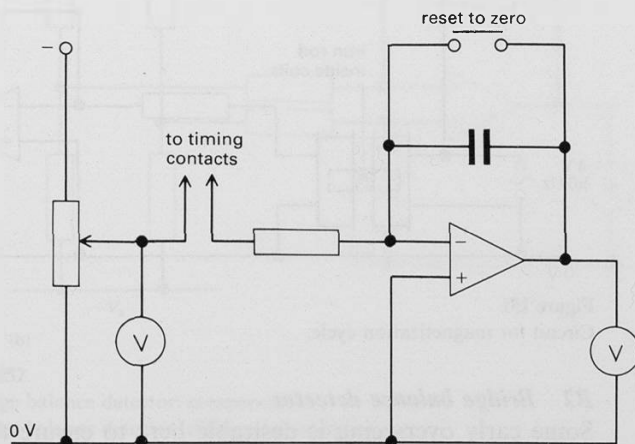 reset to zero
−
to timing
contacts
−
+
V
V
0 V